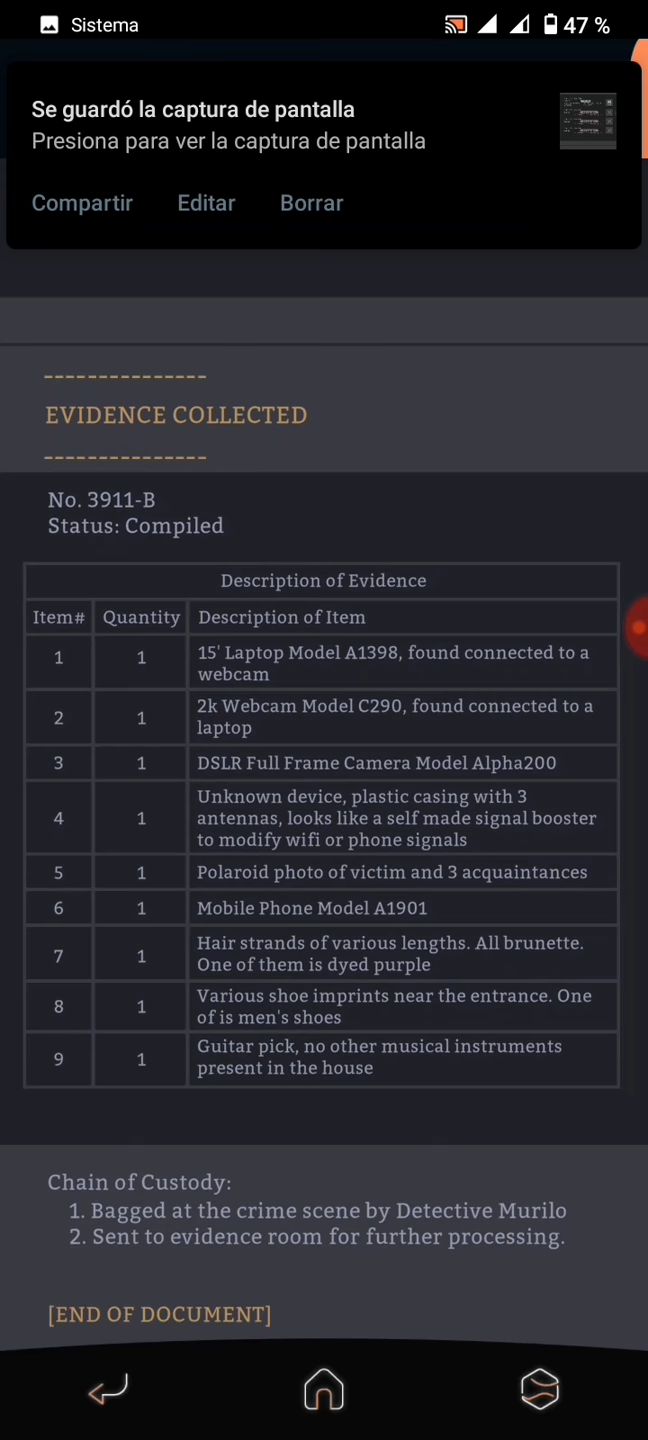 Sistema
47 %
Se guardó la captura de pantalla
Presiona para ver la captura de pantalla
Compartir Editar Borrar
---------------
EVIDENCE COLLECTED
---------------
No. 3911-B
Status: Compiled
Description of Evidence
Item# Quantity Description of Item
1 1 15' Laptop Model A1398, found connected to a
webcam
2 1 2k Webcam Model C290, found connected to a
laptop
3 1 DSLR Full Frame Camera Model Alpha200
4 1 Unknown device, plastic casing with 3
antennas, looks like a self made signal booster
to modify wifi or phone signals
5 1 Polaroid photo of victim and 3 acquaintances
6 1 Mobile Phone Model A1901
7 1 Hair strands of various lengths. All brunette.
One of them is dyed purple
8 1 Various shoe imprints near the entrance. One
of is men's shoes
9 1 Guitar pick, no other musical instruments
present in the house
Chain of Custody:
1. Bagged at the crime scene by Detective Murilo
2. Sent to evidence room for further processing.
[END OF DOCUMENT]